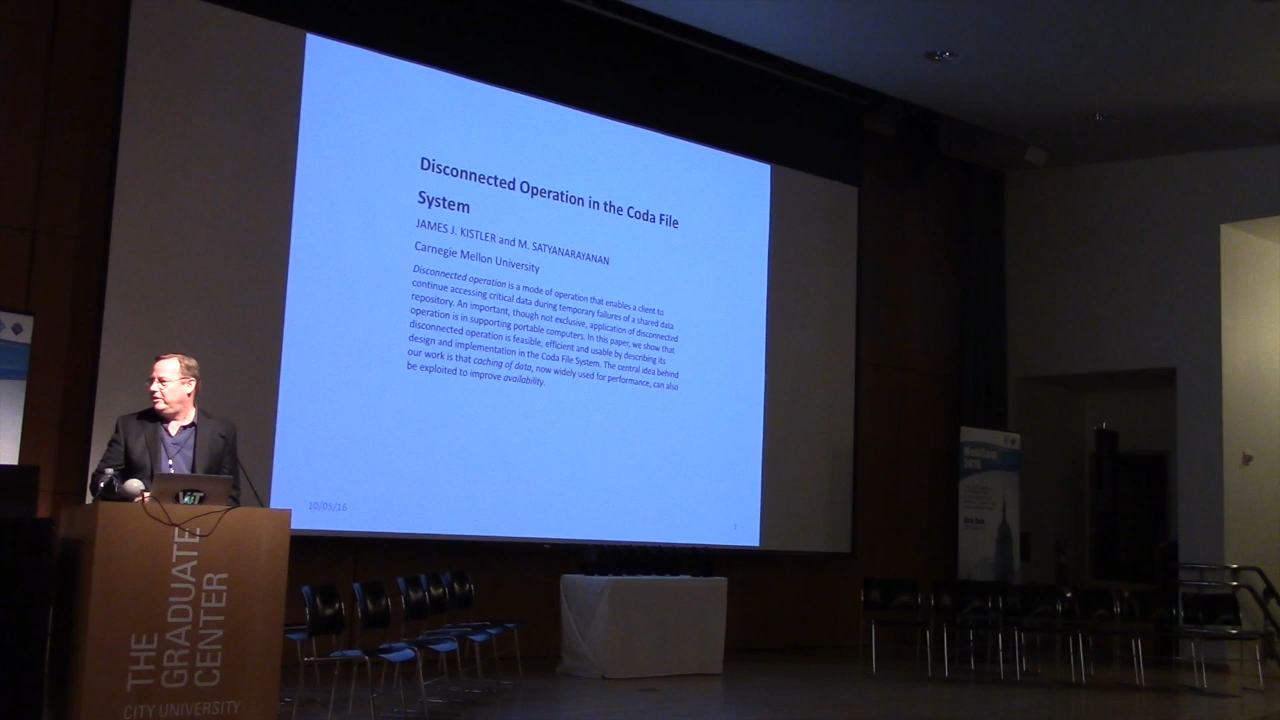 Disconnected Operation in the Coda File
System
JAMES J. KISTLER and M. SATYANARAYANAN
Carnegie Mellon University
Disconnected operation is a mode of operation that enables a client to
continue accessing critical data during temporary failures of a shared data
repository. An important, though not exclusive, application of disconnected
operation is in supporting portable computers. In this paper, we show that
disconnected operation is feasible, efficient and usable by describing its
design and implementation in the Coda File System. The central idea behind
our work is that caching of data, now widely used for performance, can also
be exploited to improve availability.
10/05/16
1
THE
GRADUATE
CENTER
CITY UNIVERSITY
MobiCom
2016
New York